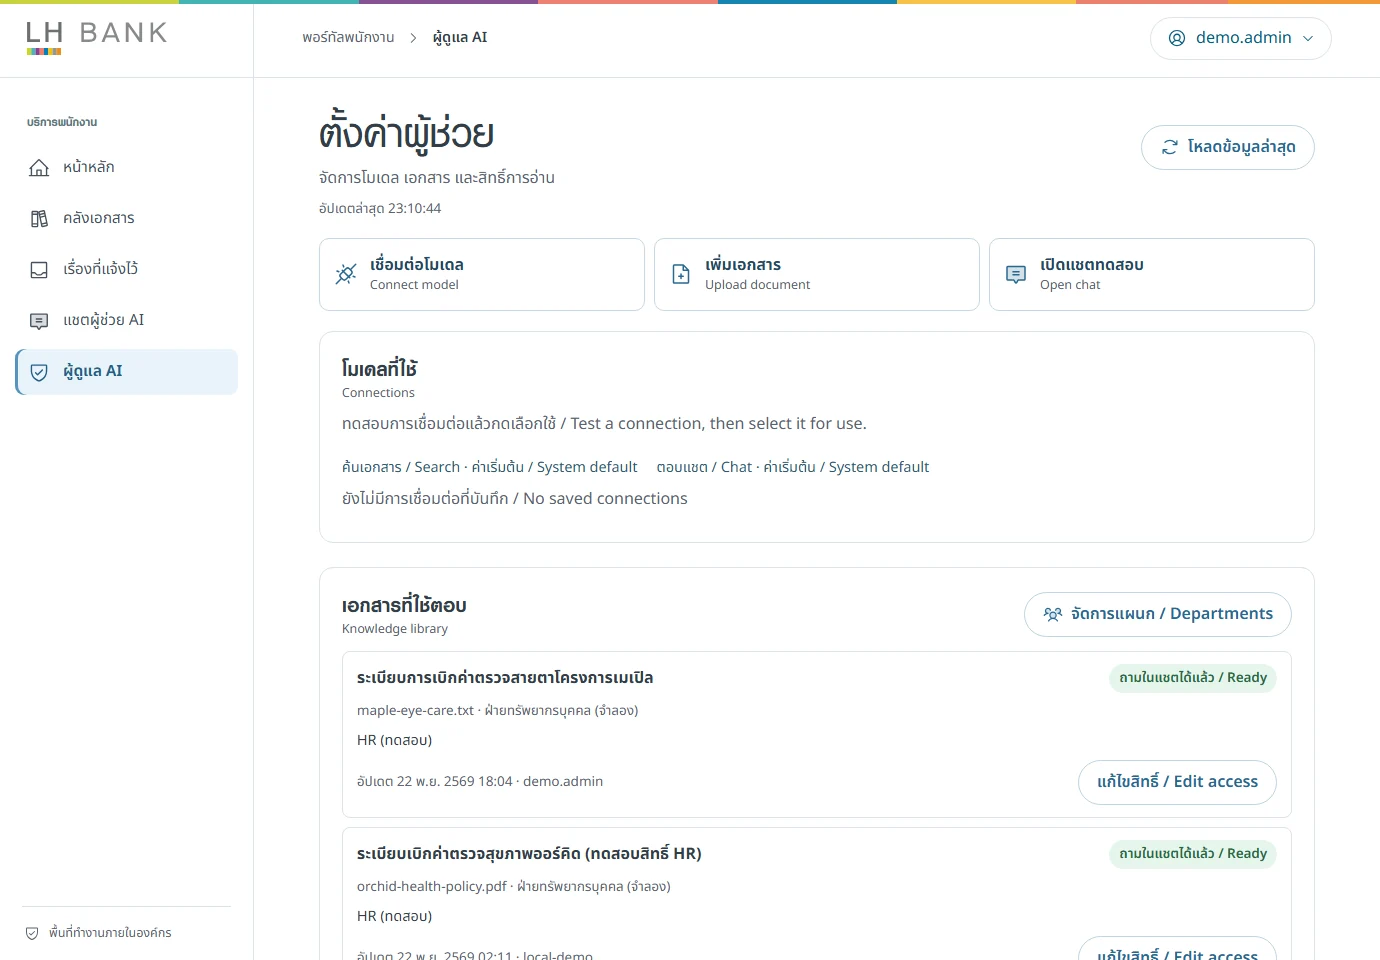 LH BANK
พอร์ทัลพนักงาน > ผู้ดูแล AI
demo.admin
บริการพนักงาน
หน้าหลัก
คลังเอกสาร
เรื่องที่แจ้งไว้
แชตผู้ช่วย AI
ผู้ดูแล AI
พื้นที่ทำงานภายในองค์กร
ตั้งค่าผู้ช่วย
จัดการโมเดล เอกสาร และสิทธิ์การอ่าน
อัปเดตล่าสุด 23:10:44
โหลดข้อมูลล่าสุด
เชื่อมต่อโมเดล
Connect model
เพิ่มเอกสาร
Upload document
เปิดแชตทดสอบ
Open chat
โมเดลที่ใช้
Connections
ทดสอบการเชื่อมต่อแล้วกดเลือกใช้ / Test a connection, then select it for use.
ค้นเอกสาร / Search · ค่าเริ่มต้น / System default ตอบแชต / Chat · ค่าเริ่มต้น / System default
ยังไม่มีการเชื่อมต่อที่บันทึก / No saved connections
เอกสารที่ใช้ตอบ
Knowledge library
จัดการแผนก / Departments
ระเบียบการเบิกค่าตรวจสายตาโครงการเมเปิล
ถามในแชตได้แล้ว / Ready
maple-eye-care.txt · ฝ่ายทรัพยากรบุคคล (จำลอง)
HR (ทดสอบ)
อัปเดต 22 พ.ย. 2569 18:04 · demo.admin
แก้ไขสิทธิ์ / Edit access
ระเบียบเบิกค่าตรวจสุขภาพออร์คิด (ทดสอบสิทธิ์ HR)
ถามในแชตได้แล้ว / Ready
orchid-health-policy.pdf · ฝ่ายทรัพยากรบุคคล (จำลอง)
HR (ทดสอบ)
อัปเดต 22 พ.ย. 2569 02:11 · local-demo
แก้ไขสิทธิ์ / Edit access